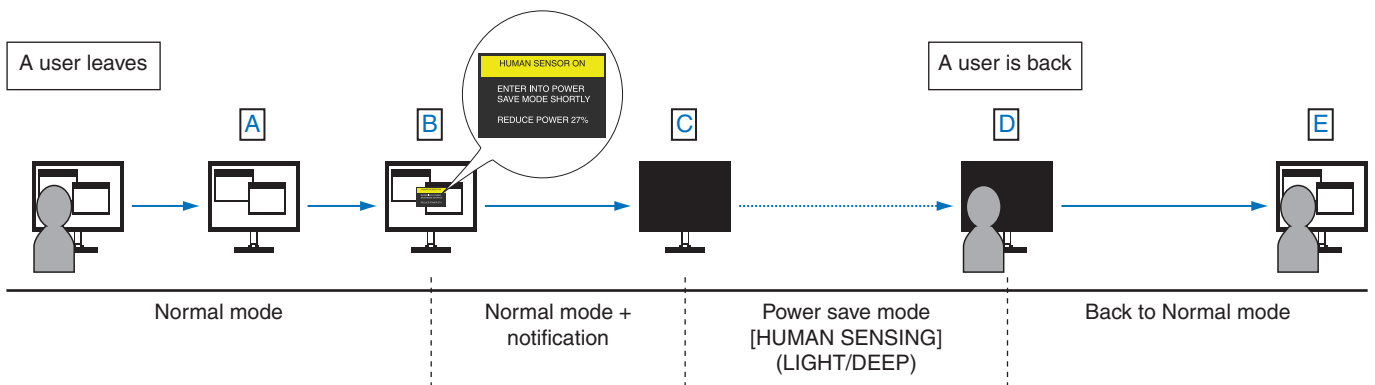 A user leaves
A user is back
HUMAN SENSOR ON
ENTER INTO POWER
SAVE MODE SHORTLY
REDUCE POWER 27%
A
B
C
D
E
Normal mode
Normal mode +
notification
Power save mode
[HUMAN SENSING]
(LIGHT/DEEP)
Back to Normal mode